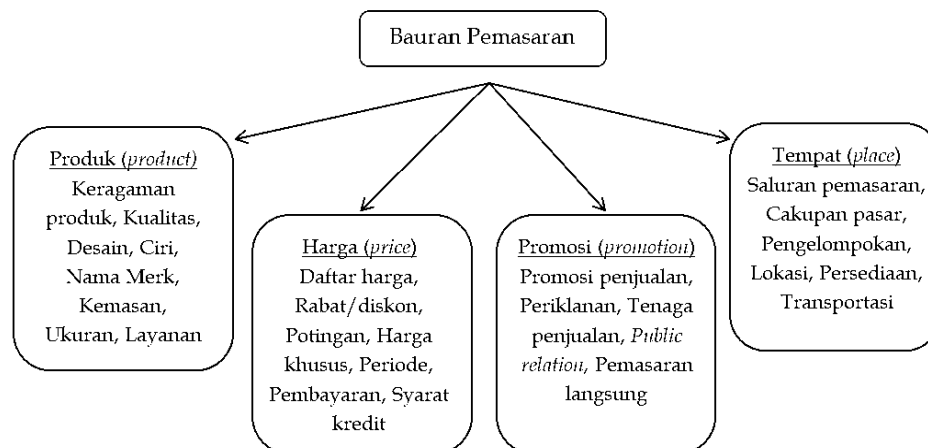 Bauran Pemasaran
Produk (product)
Keragaman
produk, Kualitas,
Desain, Ciri,
Nama Merk,
Kemasan,
Ukuran, Layanan
Harga (price)
Daftar harga,
Rabat/diskon,
Potingan, Harga
khusus, Periode,
Pembayaran, Syarat
kredit
Promosi (promotion)
Promosi penjualan,
Periklanan, Tenaga
penjualan, Public
relation, Pemasaran
langsung
Tempat (place)
Saluran pemasaran,
Cakupan pasar,
Pengelompokan,
Lokasi, Persediaan,
Transportasi